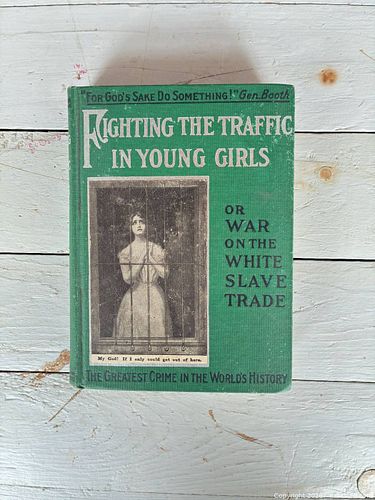 "FOR GOD'S SAKE DO SOMETHING!" Gen. Booth
FIGHTING THE TRAFFIC
IN YOUNG GIRLS
OR
WAR
ON THE
WHITE
SLAVE
TRADE
My God! If I only could get out of here.
THE GREATEST CRIME IN THE WORLD'S HISTORY